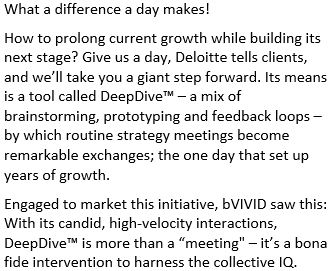 What a difference a day makes!
How to prolong current growth while building its
next stage? Give us a day, Deloitte tells clients,
and we'll take you a giant step forward. Its means
is a tool called DeepDive™ – a mix of
brainstorming, prototyping and feedback loops –
by which routine strategy meetings become
remarkable exchanges; the one day that set up
years of growth.
Engaged to market this initiative, bVIVID saw this:
With its candid, high-velocity interactions,
DeepDive™ is more than a “meeting" – it’s a bona
fide intervention to harness the collective IQ.